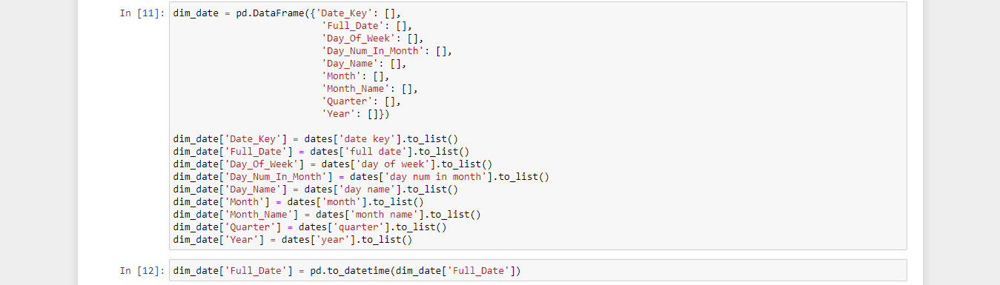 In [11]: dim_date = pd.DataFrame({'Date_Key': [],
'Full_Date': [],
'Day_Of_Week': [],
'Day_Num_In_Month': [],
'Day_Name': [],
'Month': [],
'Month_Name': [],
'Quarter': [],
'Year': []})
dim_date['Date_Key'] = dates['date key'].to_list()
dim_date['Full_Date'] = dates['full date'].to_list()
dim_date['Day_Of_Week'] = dates['day of week'].to_list()
dim_date['Day_Num_In_Month'] = dates['day num in month'].to_list()
dim_date['Day_Name'] = dates['day name'].to_list()
dim_date['Month'] = dates['month'].to_list()
dim_date['Month_Name'] = dates['month name'].to_list()
dim_date['Quarter'] = dates['quarter'].to_list()
dim_date['Year'] = dates['year'].to_list()
In [12]: dim_date['Full_Date'] = pd.to_datetime(dim_date['Full_Date'])